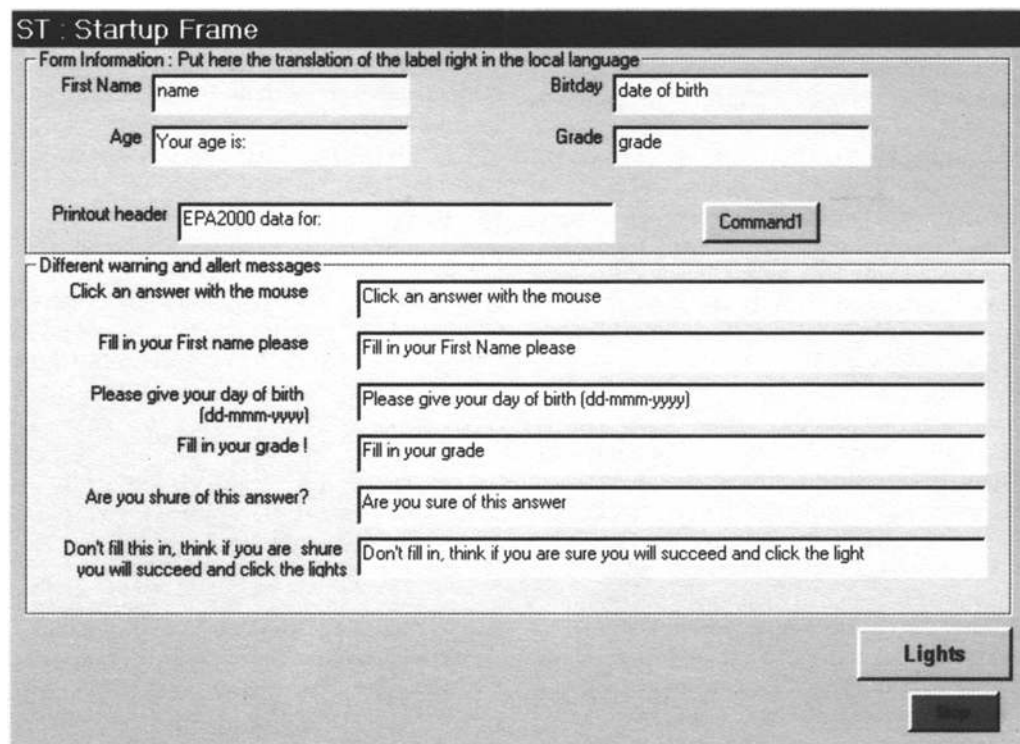 ST : Startup Frame
Form Information : Put here the translation of the label right in the local language
First Name name Birtday date of birth
Age Your age is: Grade grade
Printout header EPA2000 data for: Command1
Different warning and allert messages
Click an answer with the mouse Click an answer with the mouse
Fill in your First name please Fill in your First Name please
Please give your day of birth Please give your day of birth (dd-mmm-yyyy)
(dd-mmm-yyyy)
Fill in your grade ! Fill in your grade
Are you shure of this answer? Are you sure of this answer
Don't fill this in, think if you are shure Don't fill in, think if you are sure you will succeed and click the light
you will succeed and click the lights
Lights
Stop